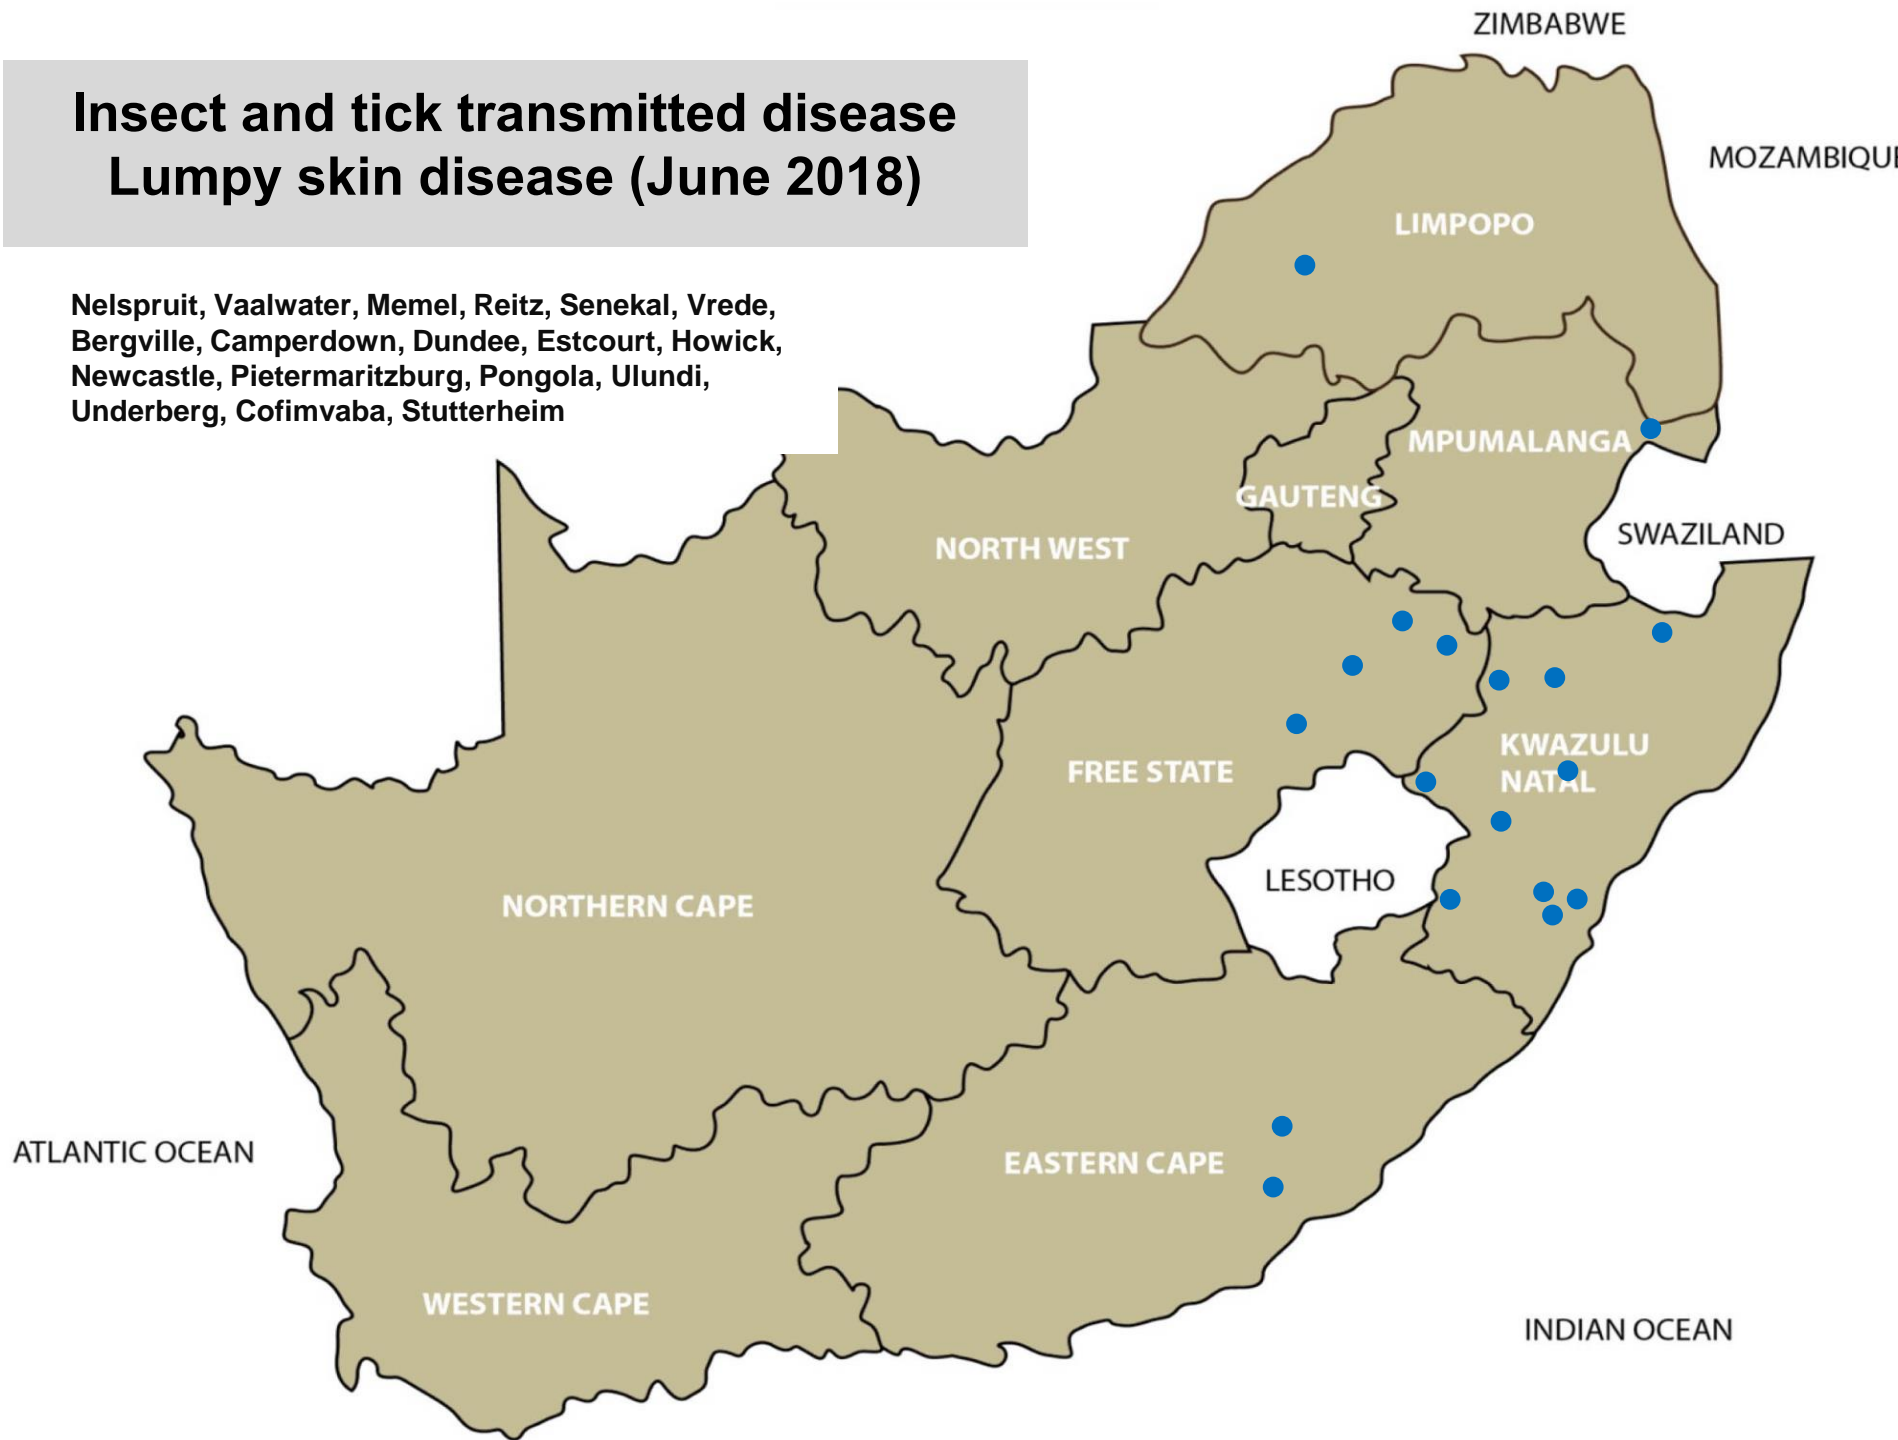 Insect and tick transmitted disease
Lumpy skin disease (June 2018)
Nelspruit, Vaalwater, Memel, Reitz, Senekal, Vrede,
Bergville, Camperdown, Dundee, Estcourt, Howick,
Newcastle, Pietermaritzburg, Pongola, Ulundi,
Underberg, Cofimvaba, Stutterheim
ZIMBABWE
MOZAMBIQUE
LIMPOPO
MPUMALANGA
GAUTENG
SWAZILAND
NORTH WEST
KWAZULU
NATAL
FREE STATE
LESOTHO
NORTHERN CAPE
ATLANTIC OCEAN
EASTERN CAPE
WESTERN CAPE
INDIAN OCEAN